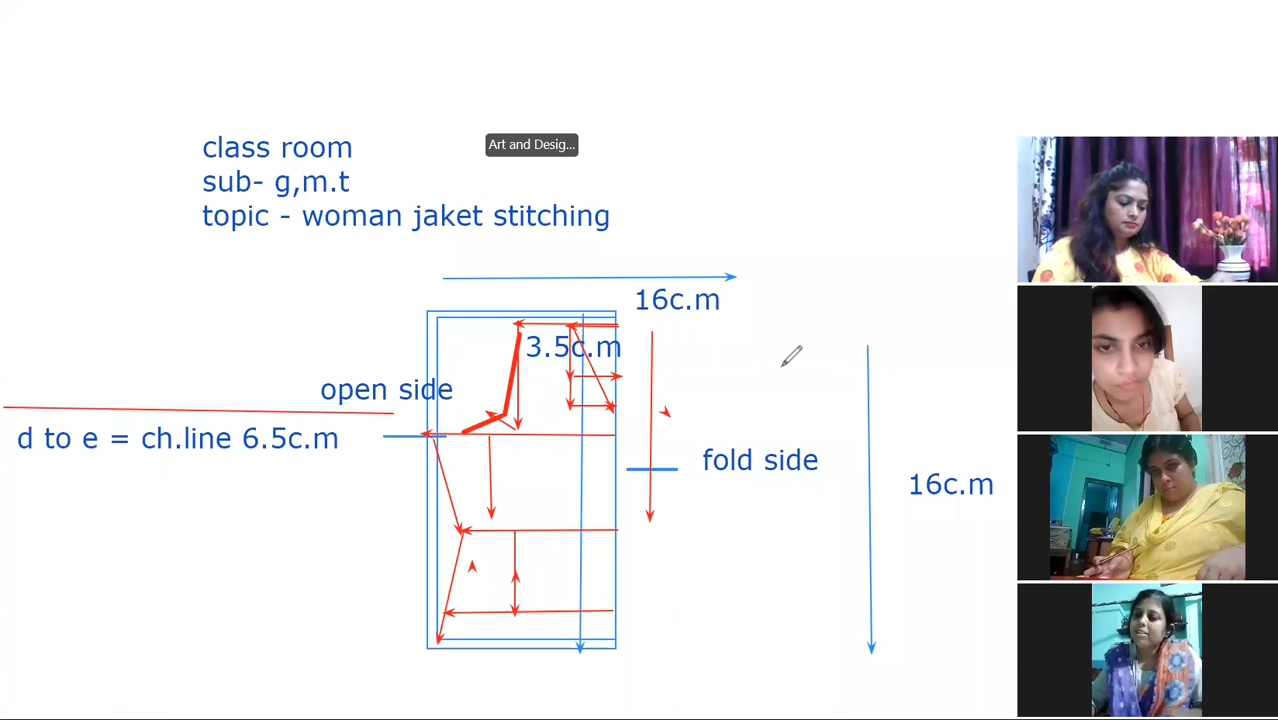 class room
Art and Desig...
sub- g,m.t
topic - woman jaket stitching
16c.m
3.5c.m
open side
d to e = ch.line 6.5c.m
fold side
16c.m